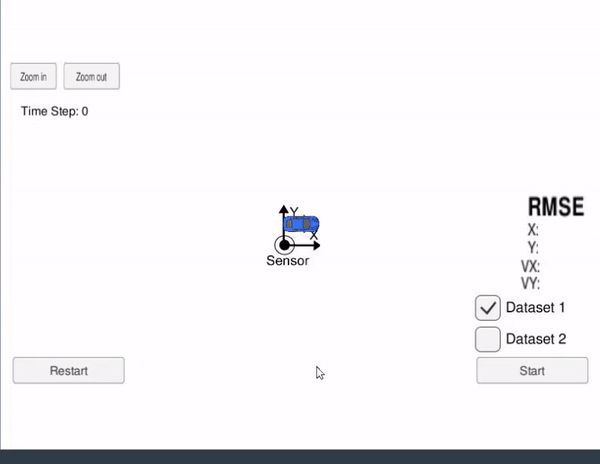 Zoom in
Zoom out
Time Step: 0
Y
X
Sensor
RMSE
X:
Y:
VX:
VY:
Dataset 1
Dataset 2
Restart
Start